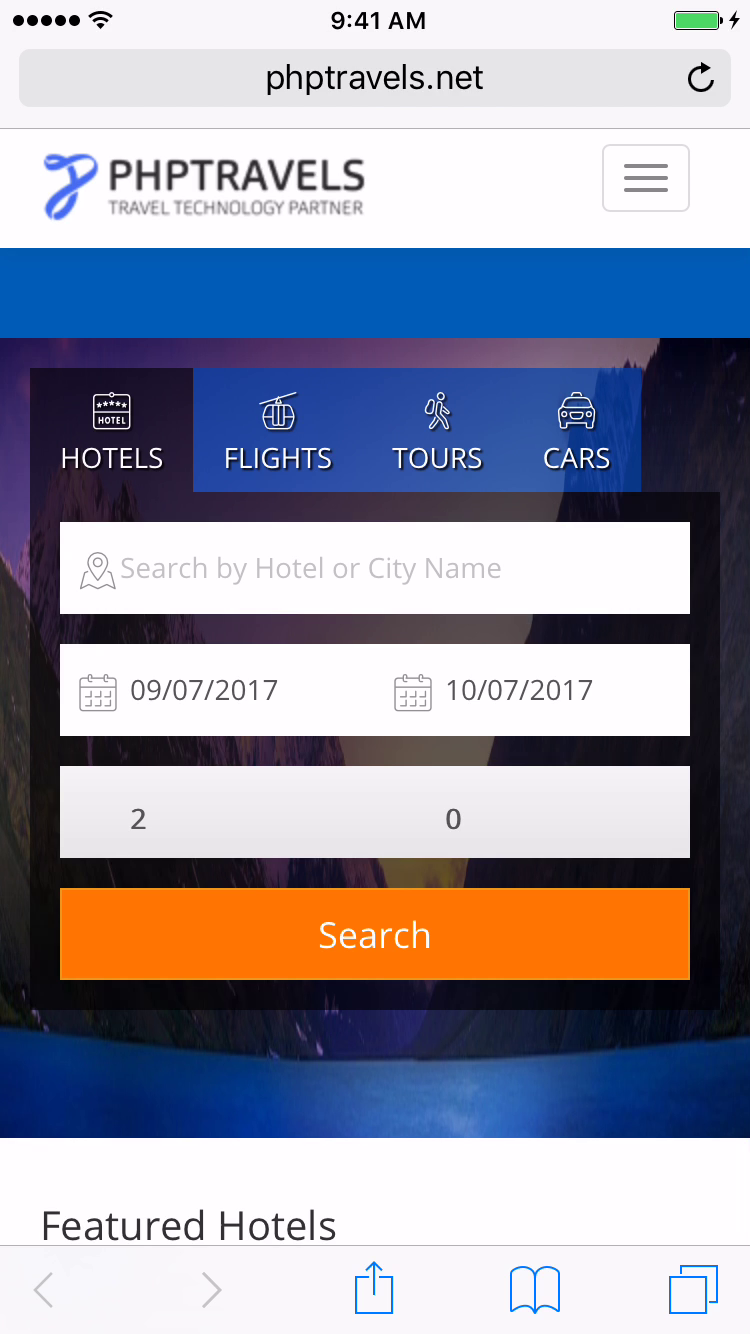 9:41 AM
phptravels.net
PHPTRAVELS
TRAVEL TECHNOLOGY PARTNER
HOTEL
HOTELS FLIGHTS TOURS CARS
Search by Hotel or City Name
09/07/2017 10/07/2017
2 0
Search
Featured Hotels